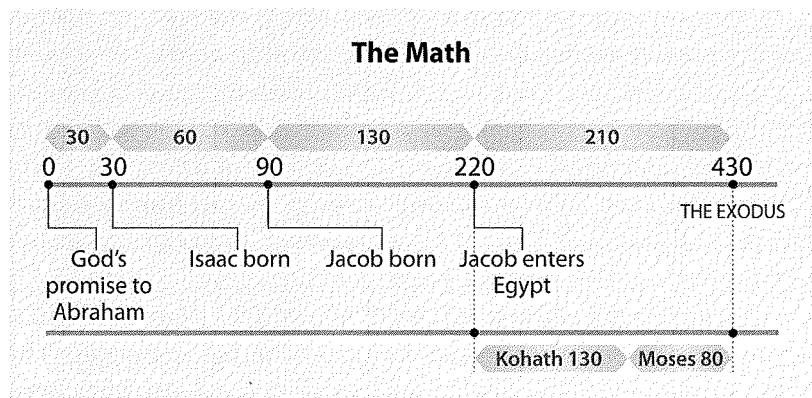 The Math
30 60 130 210
0 30 90 220 430
THE EXODUS
God's
promise to
Abraham
Isaac born
Jacob born
Jacob enters
Egypt
Kohath 130 Moses 80